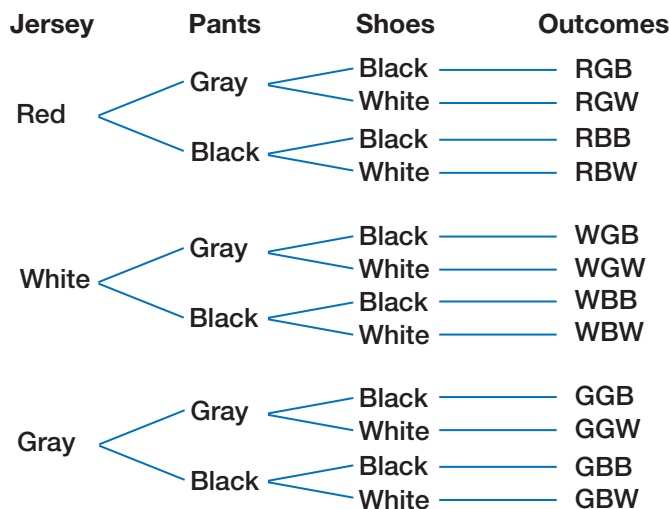 Jersey Pants Shoes Outcomes
Black RGB
Gray
White RGW
Red
Black RBB
Black
White RBW
Black WGB
Gray
White WGW
White
Black WBB
Black
White WBW
Black GGB
Gray
White GGW
Gray
Black GBB
Black
White GBW